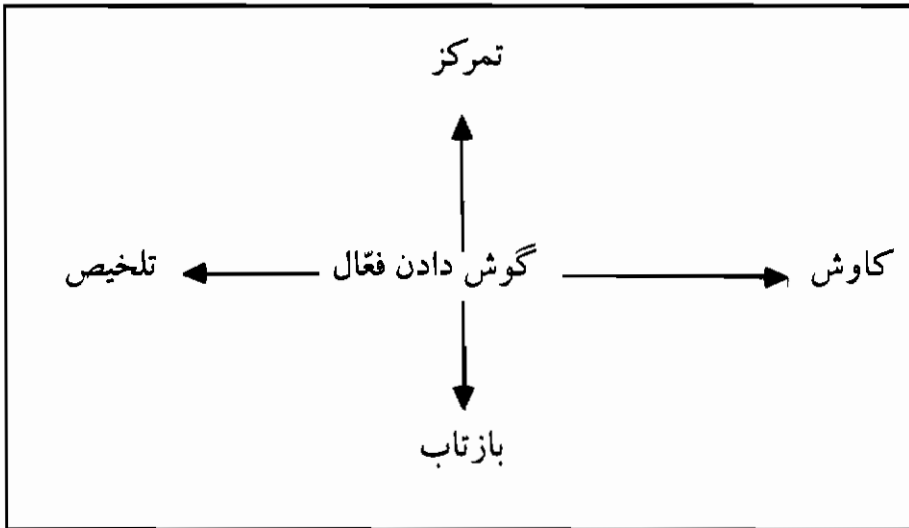 تمرکز
کاوش
گوش دادن فعّال
تلخیص
بازتاب